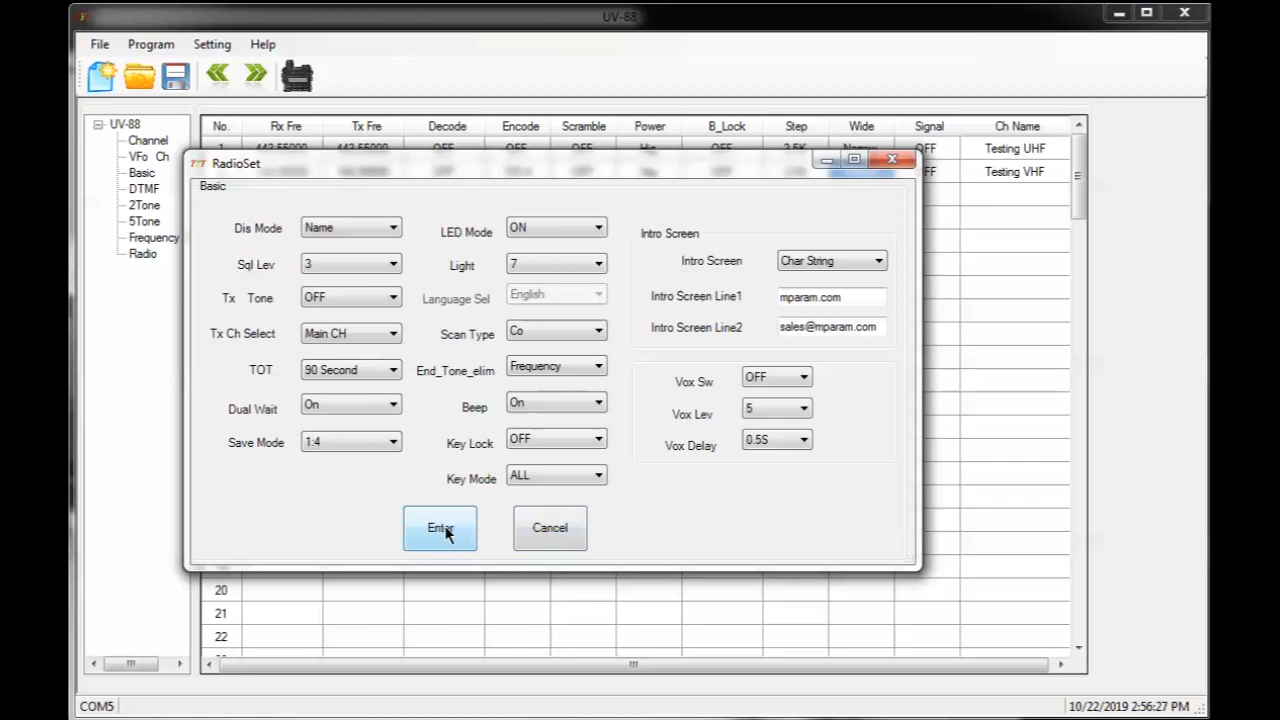 UV-88
File Program Setting Help
UV-88
Channel
VFo Ch
Basic
DTMF
2Tone
5Tone
Frequency
Radio
No. Rx Fre Tx Fre Decode Encode Scramble Power B_Lock Step Wide Signal Ch Name
OFF Testing UHF
FF Testing VHF
RadioSet
Basic
Dis Mode Name
Sql Lev 3
Tx Tone OFF
Tx Ch Select Main CH
TOT 90 Second
Dual Wait On
Save Mode 1:4
LED Mode ON
Light 7
Language Sel English
Scan Type Co
End_Tone_elim Frequency
Beep On
Key Lock OFF
Key Mode ALL
Intro Screen
Intro Screen Char String
Intro Screen Line1 mparam.com
Intro Screen Line2 sales@mparam.com
Vox Sw OFF
Vox Lev 5
Vox Delay 0.5S
Enter Cancel
20
21
22
COM5 10/22/2019 2:56:27 PM